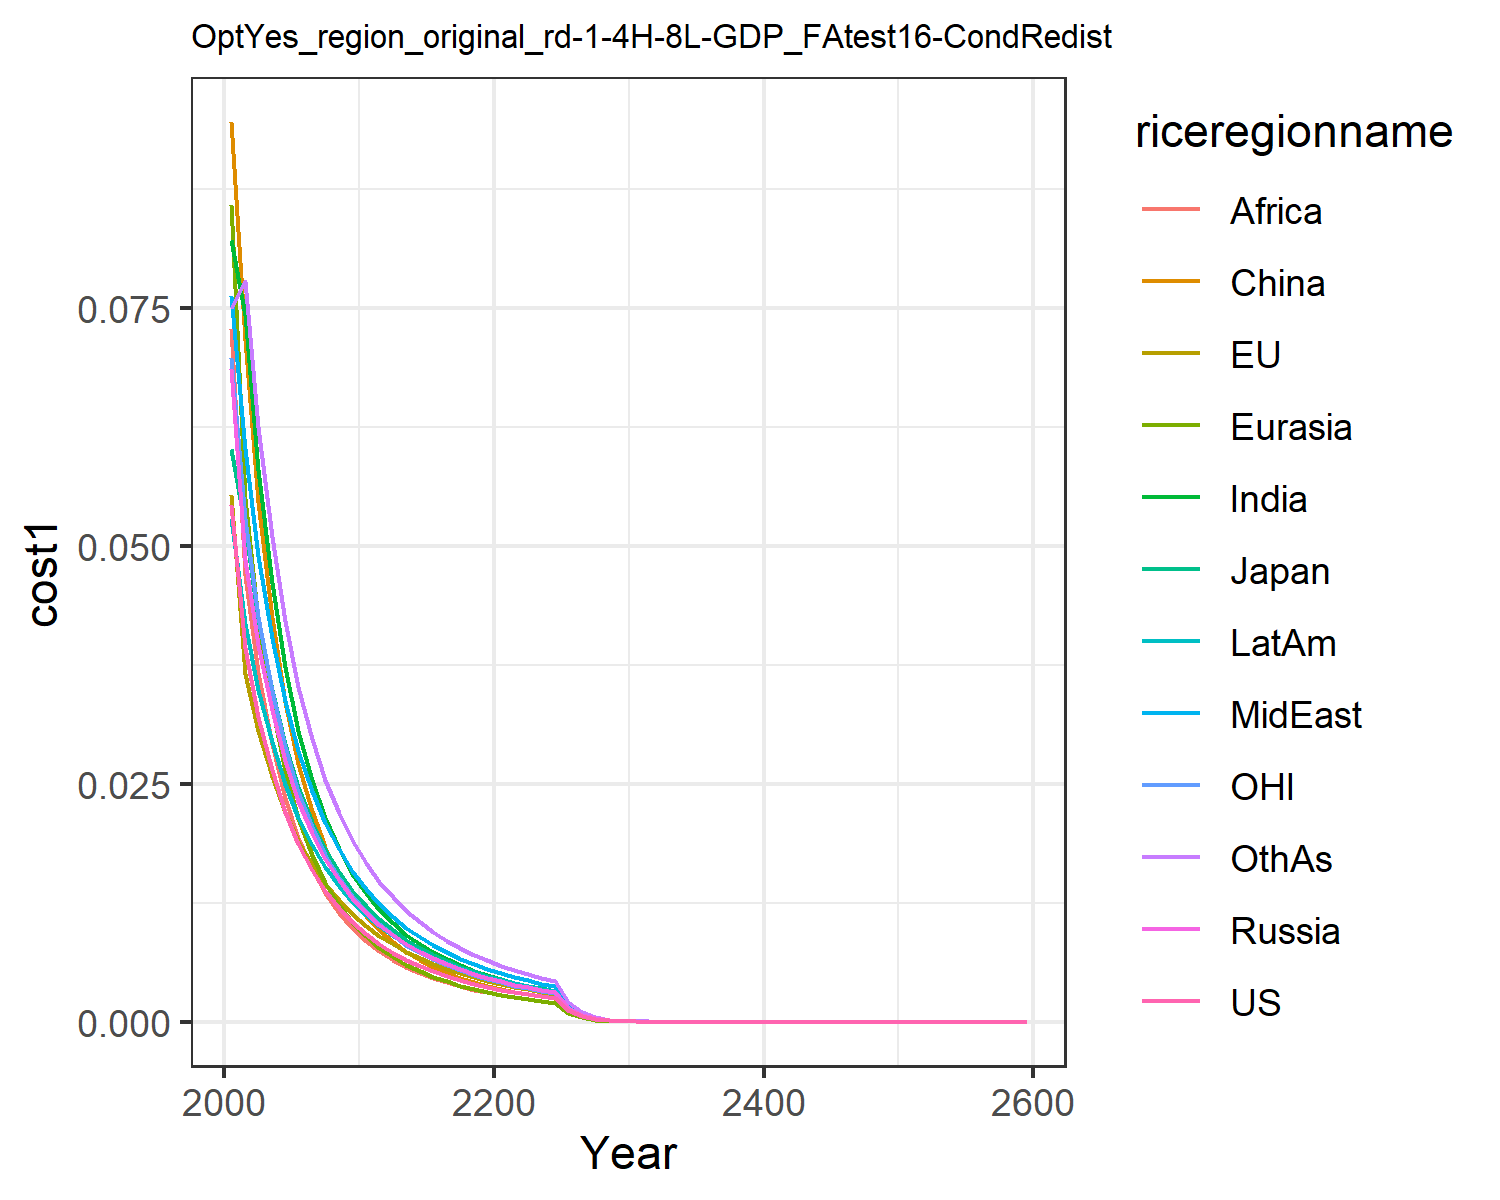 OptYes_region_original_rd-1-4H-8L-GDP_FAtest16-CondRedist
riceregionname
Africa
China
EU
Eurasia
India
Japan
LatAm
MidEast
OHI
OthAs
Russia
US
cost1
0.075
0.050
0.025
0.000
2000 2200 2400 2600
Year